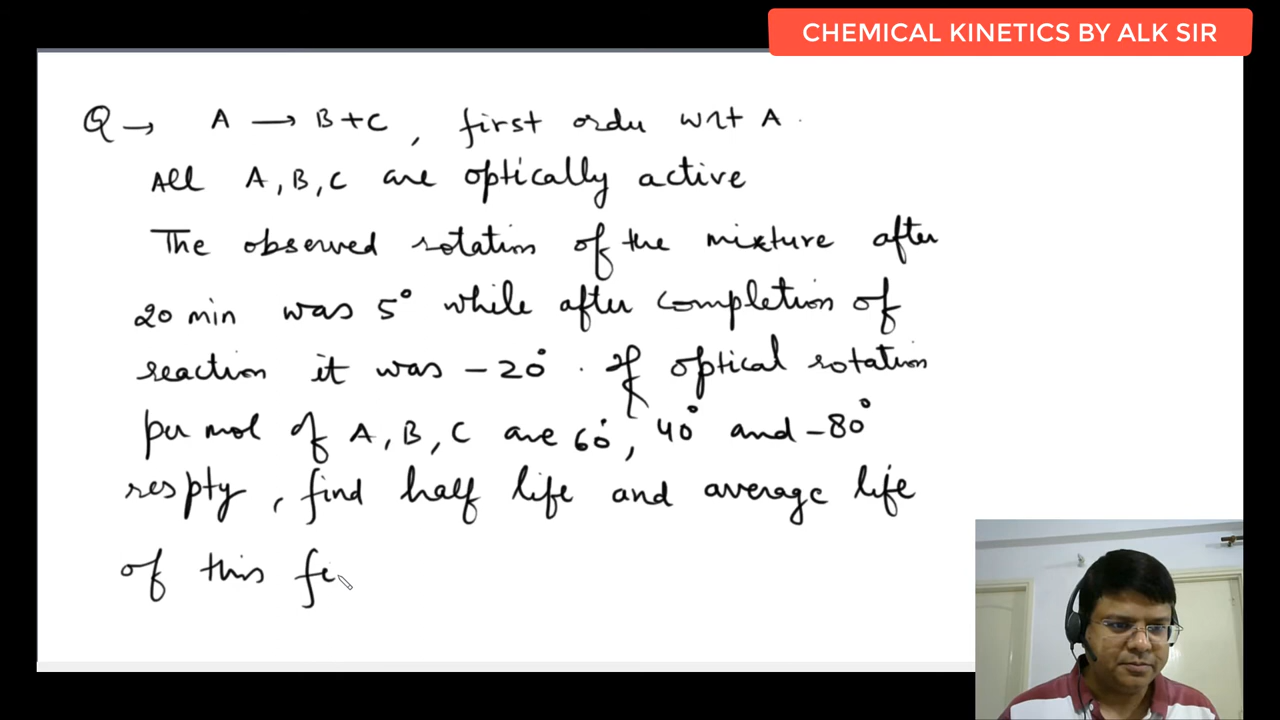 CHEMICAL KINETICS BY ALK SIR
Q → A → B + C , first order wrt A .
All A, B, C are optically active
The observed rotation of the mixture after
20 min was 5° while after completion of
reaction it was - 20° . If optical rotation
per mol of A, B, C are 60°, 40° and - 80°
respty , find half life and average life
of this